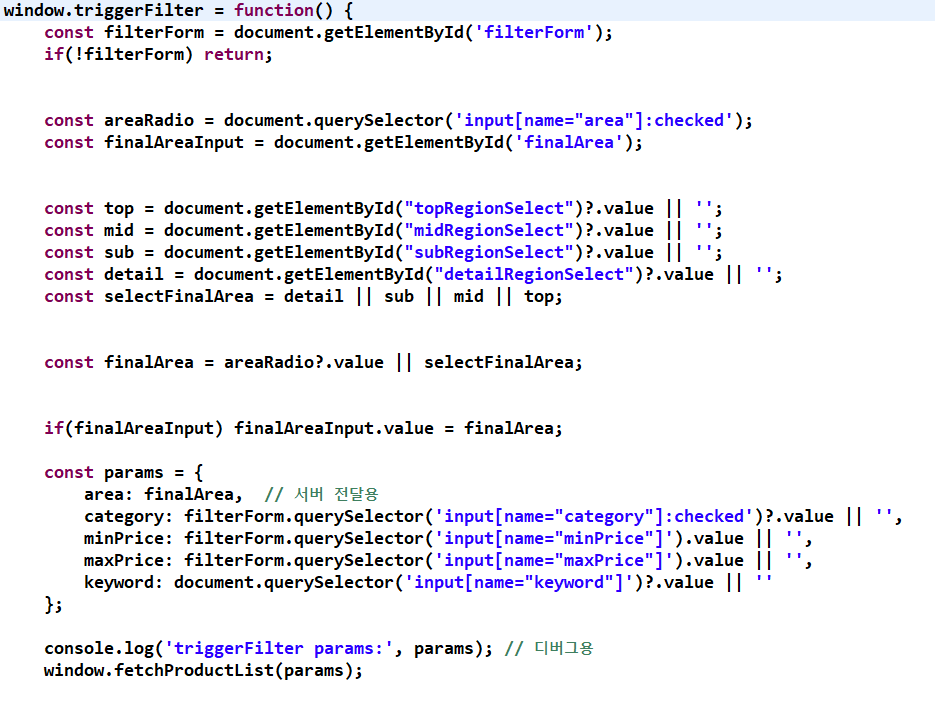 window.triggerFilter = function() {
    const filterForm = document.getElementById('filterForm');
    if(!filterForm) return;
    const areaRadio = document.querySelector('input[name="area"]:checked');
    const finalAreaInput = document.getElementById('finalArea');
    const top = document.getElementById("topRegionSelect")?.value || '';
    const mid = document.getElementById("midRegionSelect")?.value || '';
    const sub = document.getElementById("subRegionSelect")?.value || '';
    const detail = document.getElementById("detailRegionSelect")?.value || '';
    const selectFinalArea = detail || sub || mid || top;
    const finalArea = areaRadio?.value || selectFinalArea;
    if(finalAreaInput) finalAreaInput.value = finalArea;
    const params = {
        area: finalArea,  // 서버 전달용
        category: filterForm.querySelector('input[name="category"]:checked')?.value || '',
        minPrice: filterForm.querySelector('input[name="minPrice"]').value || '',
        maxPrice: filterForm.querySelector('input[name="maxPrice"]').value || '',
        keyword: document.querySelector('input[name="keyword"]')?.value || ''
    };
    console.log('triggerFilter params:', params); // 디버그용
    window.fetchProductList(params);